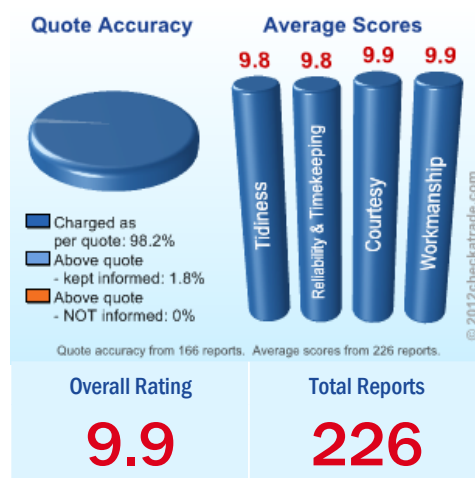 Quote Accuracy
Average Scores
9.8
9.8
9.9
9.9
Tidiness
Reliability & Timekeeping
Courtesy
Workmanship
Charged as
per quote: 98.2%
Above quote
- kept informed: 1.8%
Above quote
- NOT informed: 0%
© 2012checkatrade.com
Quote accuracy from 166 reports. Average scores from 226 reports.
Overall Rating
Total Reports
9.9
226